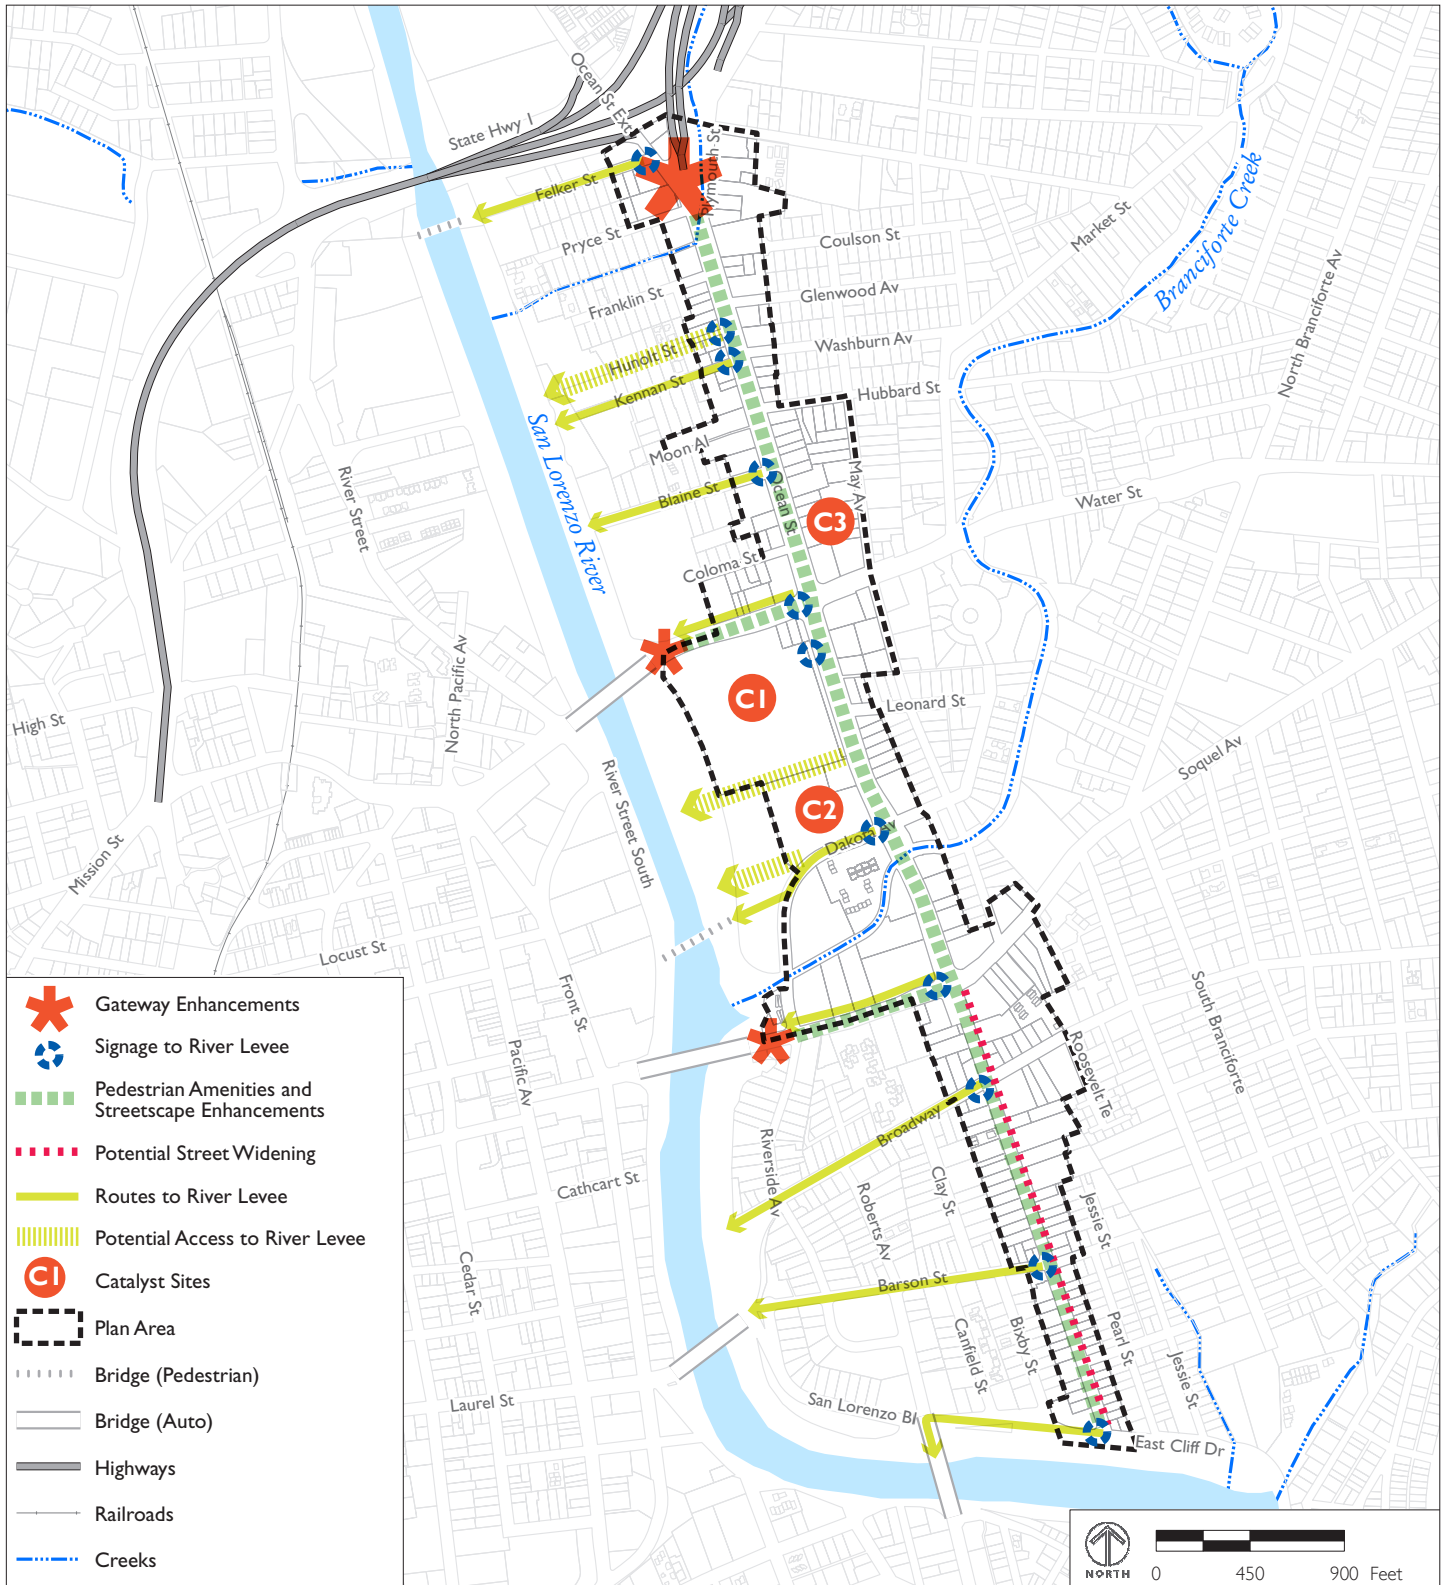 Ocean St Ext
State Hwy 1
Plymouth St
Felker St
Pryce St
Coulson St
Market St
Branciforte Creek
Franklin St
Glenwood Av
North Branciforte Av
Hunolt St
Washburn Av
Kennan St
Hubbard St
San Lorenzo River
Moon Al
May Av
River Street
Blaine St
Ocean St
Water St
C3
Coloma St
North Pacific Av
C1
Leonard St
High St
Soquel Av
River Street South
C2
Dakota Av
Mission St
Locust St
Front St
South Branciforte
Pacific Av
Roosevelt Te
Broadway
Riverside Av
Cathcart St
Clay St
Roberts Av
Jessie St
Cedar St
Barson St
Canfield St
Bixby St
Pearl St
Jessie St
Laurel St
San Lorenzo Bl
East Cliff Dr
Gateway Enhancements
Signage to River Levee
Pedestrian Amenities and
Streetscape Enhancements
Potential Street Widening
Routes to River Levee
Potential Access to River Levee
C1
Catalyst Sites
Plan Area
Bridge (Pedestrian)
Bridge (Auto)
Highways
Railroads
Creeks
NORTH
0 450 900 Feet